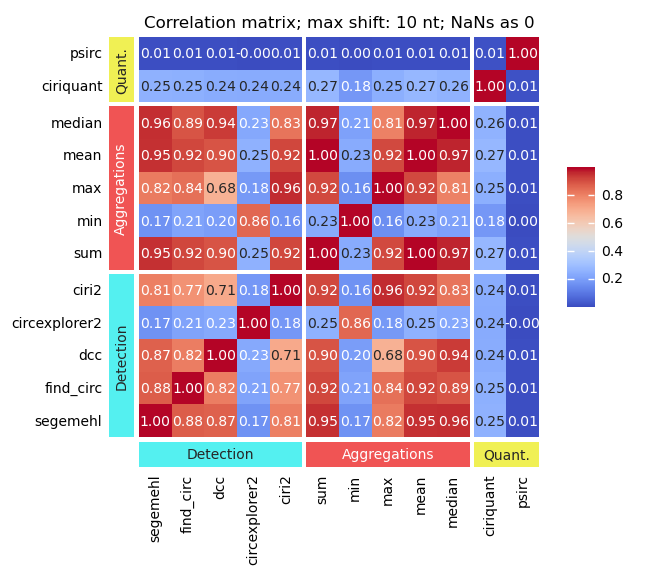 Correlation matrix; max shift: 10 nt; NaNs as 0
psirc 0.01 0.01 0.01 -0.00 0.01 0.01 0.00 0.01 0.01 0.01 0.01 1.00
Quant.
ciriquant 0.25 0.25 0.24 0.24 0.24 0.27 0.18 0.25 0.27 0.26 1.00 0.01
median 0.96 0.89 0.94 0.23 0.83 0.97 0.21 0.81 0.97 1.00 0.26 0.01
mean 0.95 0.92 0.90 0.25 0.92 1.00 0.23 0.92 1.00 0.97 0.27 0.01
Aggregations
max 0.82 0.84 0.68 0.18 0.96 0.92 0.16 1.00 0.92 0.81 0.25 0.01
min 0.17 0.21 0.20 0.86 0.16 0.23 1.00 0.16 0.23 0.21 0.18 0.00
sum 0.95 0.92 0.90 0.25 0.92 1.00 0.23 0.92 1.00 0.97 0.27 0.01
ciri2 0.81 0.77 0.71 0.18 1.00 0.92 0.16 0.96 0.92 0.83 0.24 0.01
circexplorer2 0.17 0.21 0.23 1.00 0.18 0.25 0.86 0.18 0.25 0.23 0.24 -0.00
Detection
dcc 0.87 0.82 1.00 0.23 0.71 0.90 0.20 0.68 0.90 0.94 0.24 0.01
find_circ 0.88 1.00 0.82 0.21 0.77 0.92 0.21 0.84 0.92 0.89 0.25 0.01
segemehl 1.00 0.88 0.87 0.17 0.81 0.95 0.17 0.82 0.95 0.96 0.25 0.01
Detection Aggregations Quant.
segemehl find_circ dcc circexplorer2 ciri2 sum min max mean median ciriquant psirc
0.8
0.6
0.4
0.2